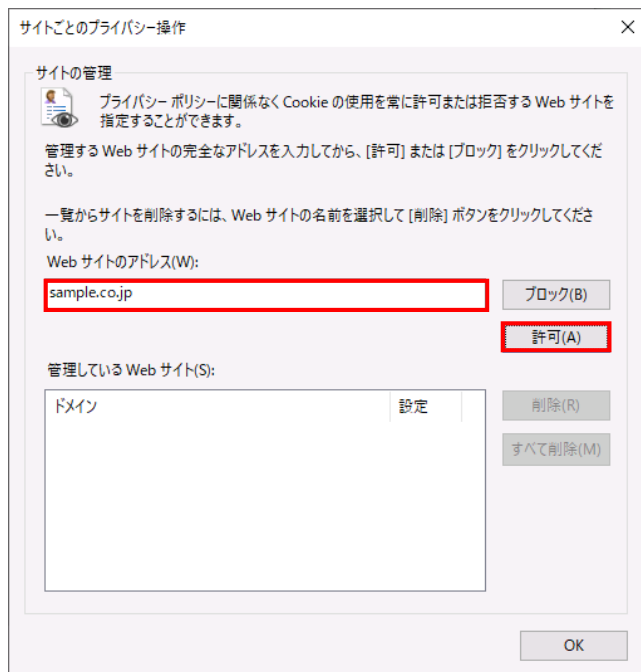 サイトごとのプライバシー操作
サイトの管理
プライバシー ポリシーに関係なく Cookie の使用を常に許可または拒否する Web サイトを
指定することができます。
管理する Web サイトの完全なアドレスを入力してから、[許可] または [ブロック] をクリックしてくだ
さい。
一覧からサイトを削除するには、Web サイトの名前を選択して [削除] ボタンをクリックしてくださ
い。
Web サイトのアドレス(W):
sample.co.jp
ブロック(B)
許可(A)
管理している Web サイト(S):
ドメイン 設定
削除(R)
すべて削除(M)
OK